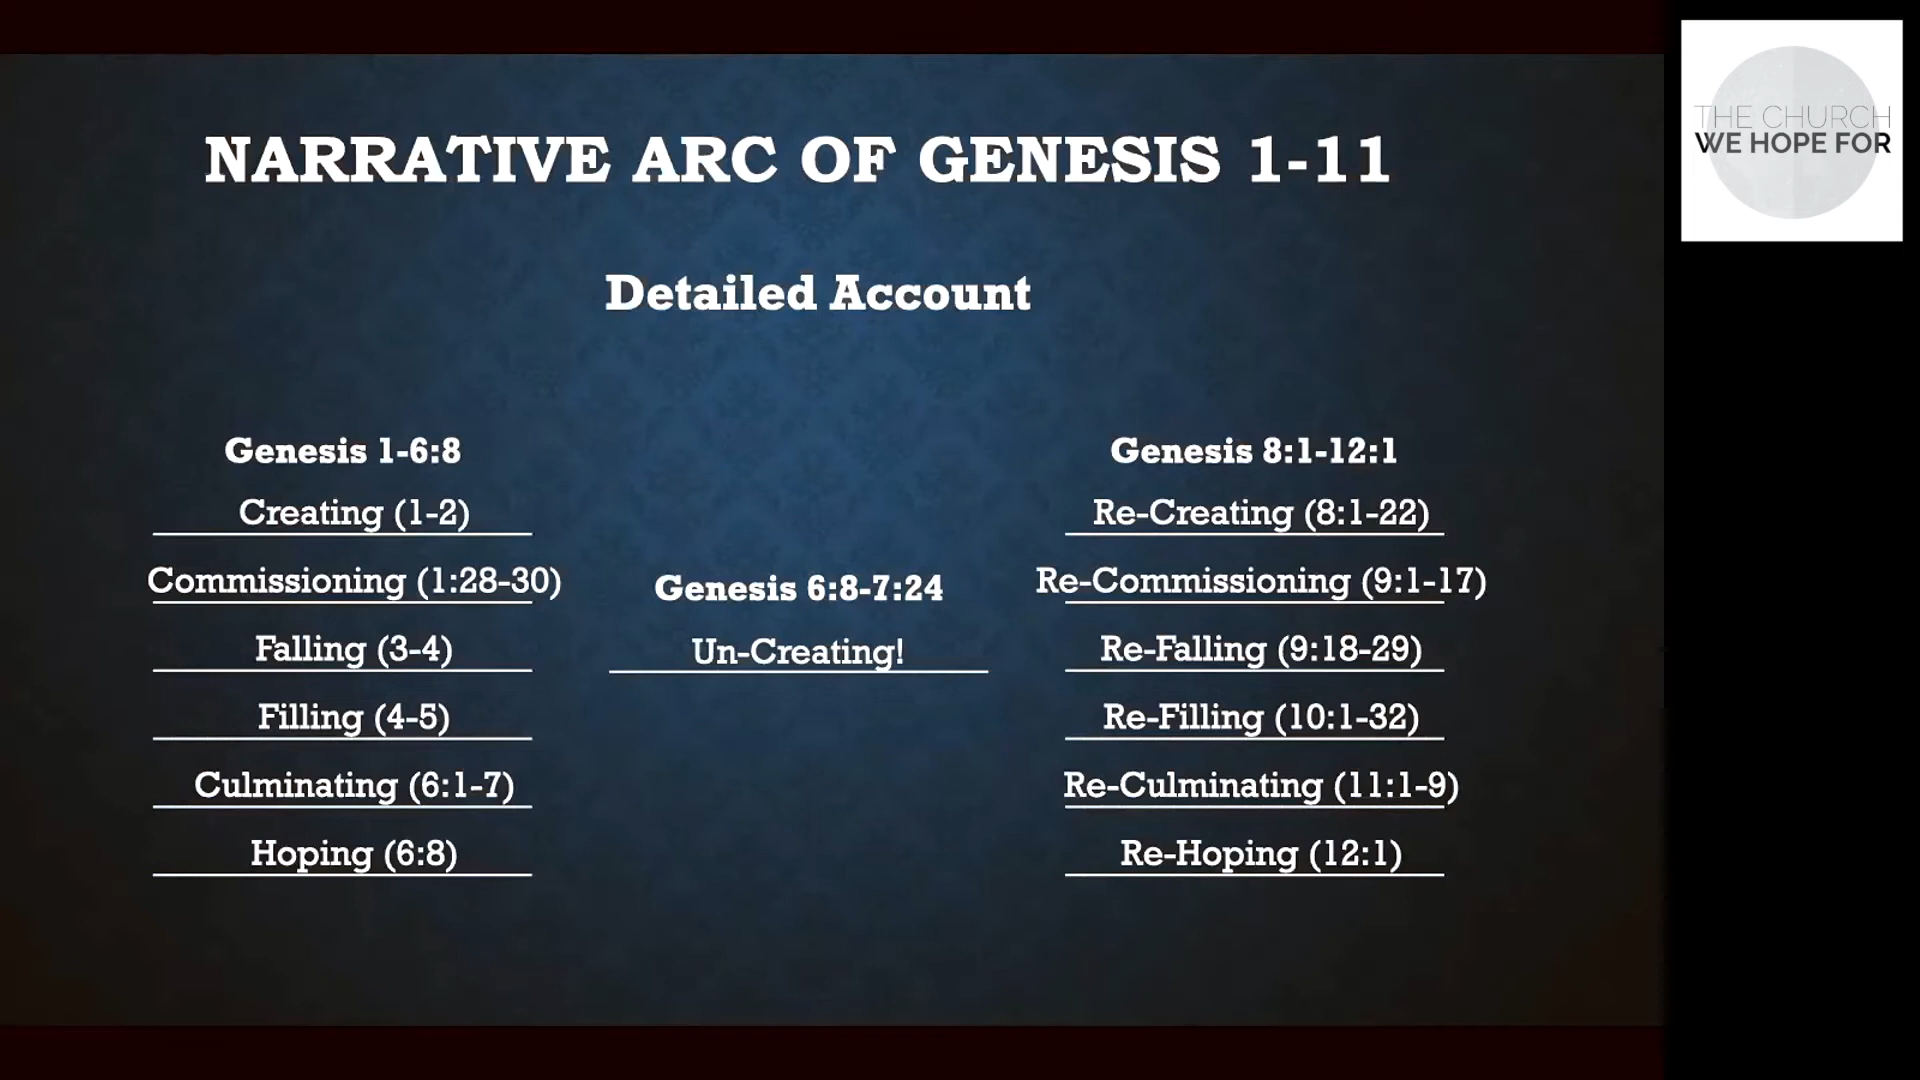 NARRATIVE ARC OF GENESIS 1-11
Detailed Account
Genesis 1-6:8
Creating (1-2)
Commissioning (1:28-30)
Falling (3-4)
Filling (4-5)
Culminating (6:1-7)
Hoping (6:8)
Genesis 6:8-7:24
Un-Creating!
Genesis 8:1-12:1
Re-Creating (8:1-22)
Re-Commissioning (9:1-17)
Re-Falling (9:18-29)
Re-Filling (10:1-32)
Re-Culminating (11:1-9)
Re-Hoping (12:1)
THE CHURCH
WE HOPE FOR